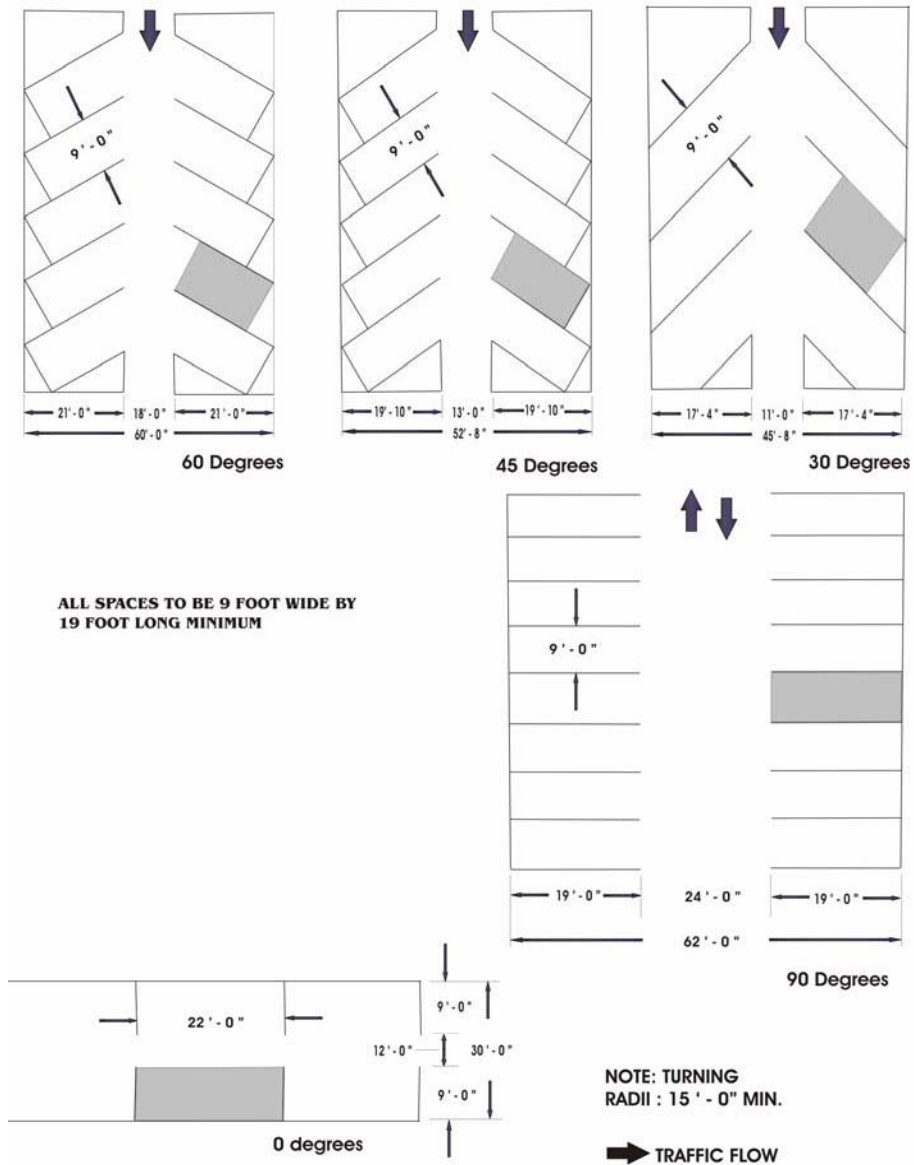 9'-0"
9'-0"
9'-0"
21'-0" 18'-0" 21'-0"
60'-0"
60 Degrees
19'-10" 13'-0" 19'-10"
52'-8"
45 Degrees
17'-4" 11'-0" 17'-4"
45'-8"
30 Degrees
ALL SPACES TO BE 9 FOOT WIDE BY
19 FOOT LONG MINIMUM
9'-0"
19'-0" 24'-0" 19'-0"
62'-0"
90 Degrees
22'-0"
9'-0"
12'-0" 30'-0"
9'-0"
0 degrees
NOTE: TURNING
RADII : 15'-0" MIN.
TRAFFIC FLOW